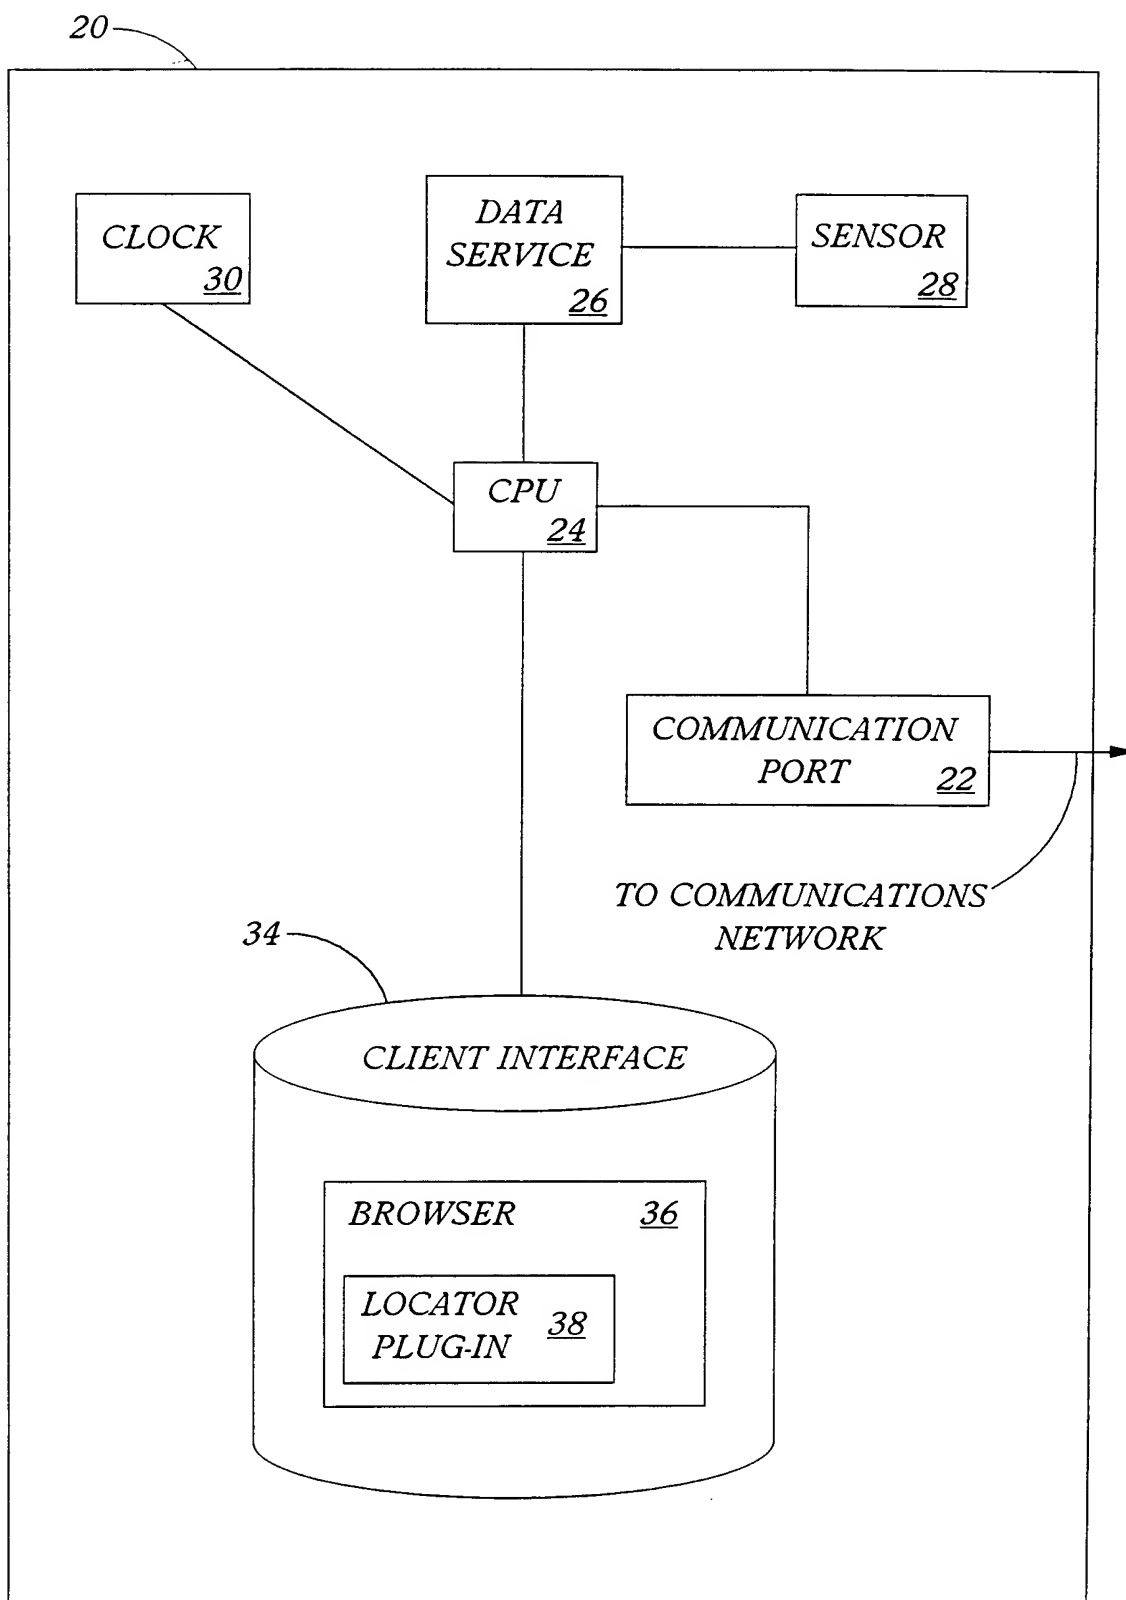 20
CLOCK
30
DATA
SERVICE
26
SENSOR
28
CPU
24
COMMUNICATION
PORT
22
TO COMMUNICATIONS
NETWORK
34
CLIENT INTERFACE
BROWSER 36
LOCATOR
PLUG-IN
38